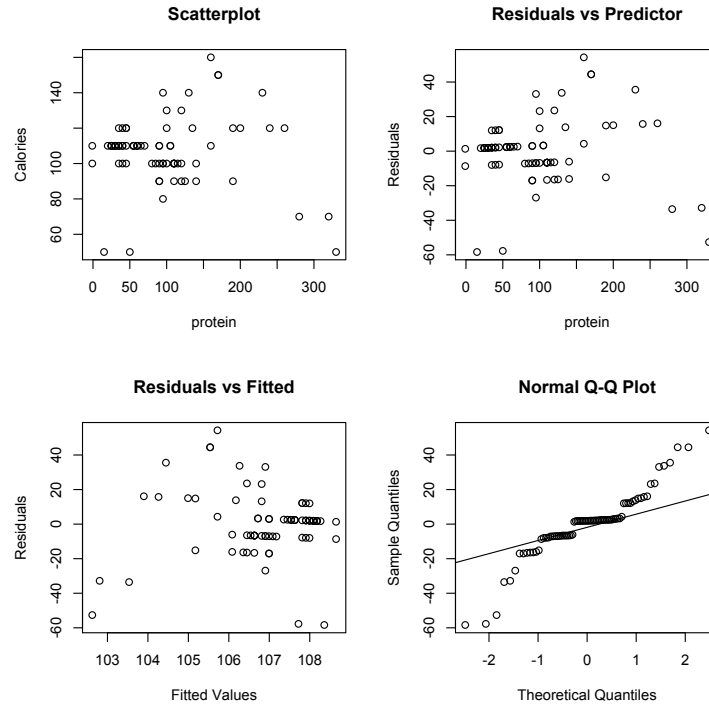 Scatterplot
Calories
60 80 100 120 140
0 50 100 200 300
protein
Residuals vs Predictor
Residuals
-60 -40 -20 0 20 40
0 50 100 200 300
protein
Residuals vs Fitted
Residuals
-60 -40 -20 0 20 40
103 104 105 106 107 108
Fitted Values
Normal Q-Q Plot
Sample Quantiles
-60 -40 -20 0 20 40
-2 -1 0 1 2
Theoretical Quantiles